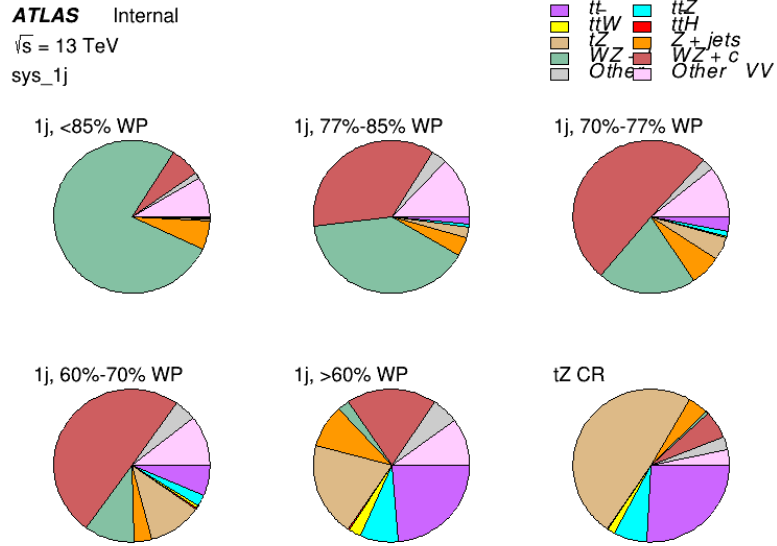 ATLAS Internal
√s = 13 TeV
sys_1j
tt̄ tt̄Z
tt̄W tt̄H
tZ Z + jets
WZ + WZ + c
Other Other VV
1j, <85% WP
1j, 77%-85% WP
1j, 70%-77% WP
1j, 60%-70% WP
1j, >60% WP
tZ CR